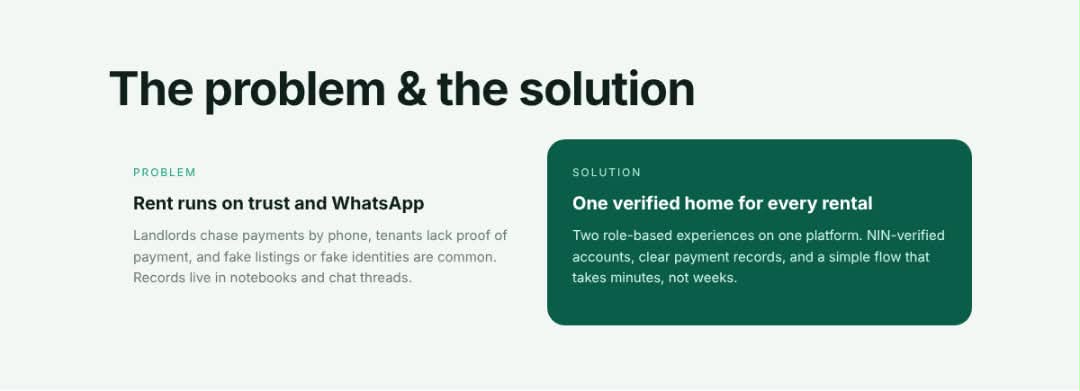 The problem & the solution
PROBLEM
Rent runs on trust and WhatsApp
Landlords chase payments by phone, tenants lack proof of
payment, and fake listings or fake identities are common.
Records live in notebooks and chat threads.
SOLUTION
One verified home for every rental
Two role-based experiences on one platform. NIN-verified
accounts, clear payment records, and a simple flow that
takes minutes, not weeks.